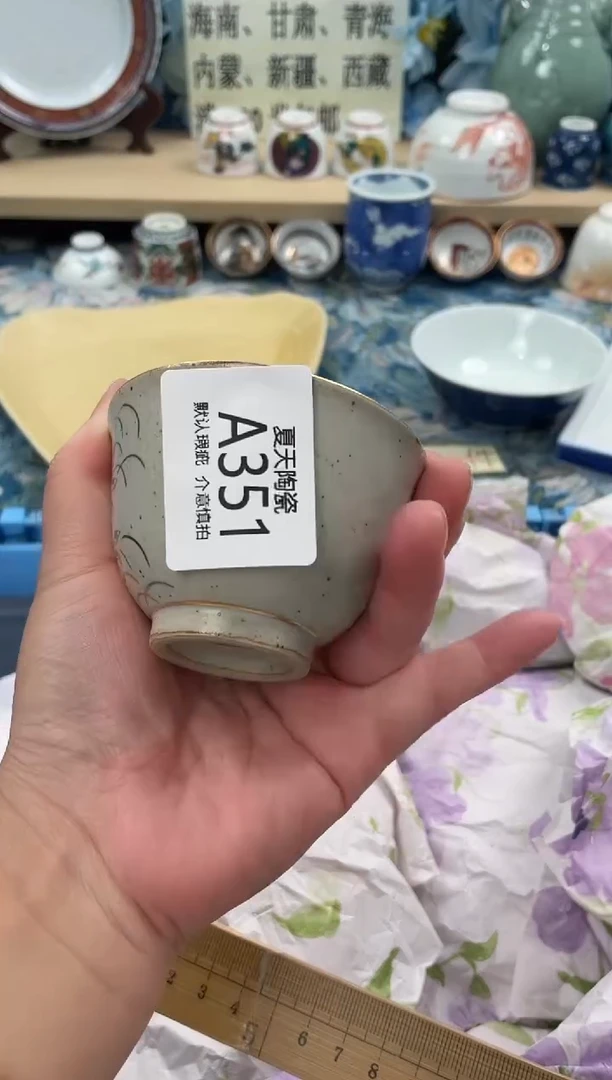 海南、甘肃、青海
内蒙、新疆、西藏
夏天陶瓷
A351
默认瑕疵 介意慎拍
2 3 4 5 6 7 8